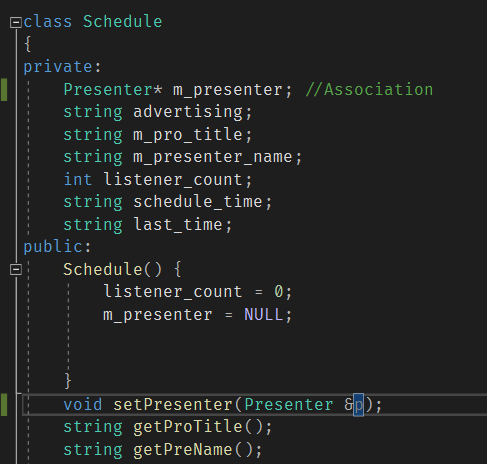 class Schedule
{
private:
Presenter* m_presenter; //Association
string advertising;
string m_pro_title;
string m_presenter_name;
int listener_count;
string schedule_time;
string last_time;
public:
Schedule() {
listener_count = 0;
m_presenter = NULL;
}
void setPresenter(Presenter &p);
string getProTitle();
string getPreName();